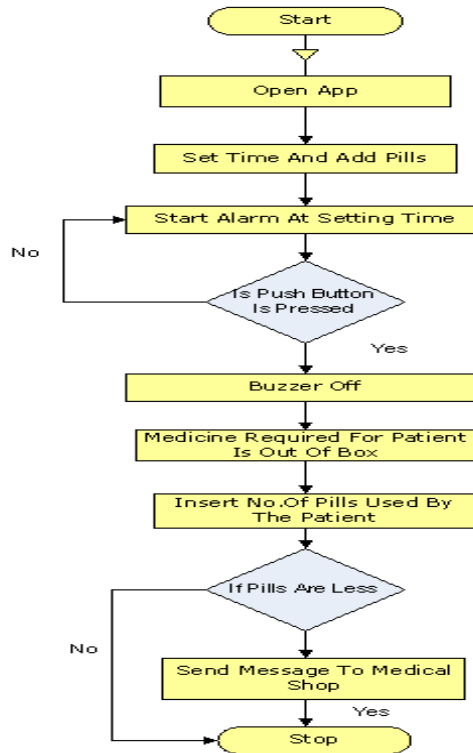 Start
Open App
Set Time And Add Pills
Start Alarm At Setting Time
No
Is Push Button
Is Pressed
Yes
Buzzer Off
Medicine Required For Patient
Is Out Of Box
Insert No.Of Pills Used By
The Patient
If Pills Are Less
No
Send Message To Medical
Shop
Yes
Stop